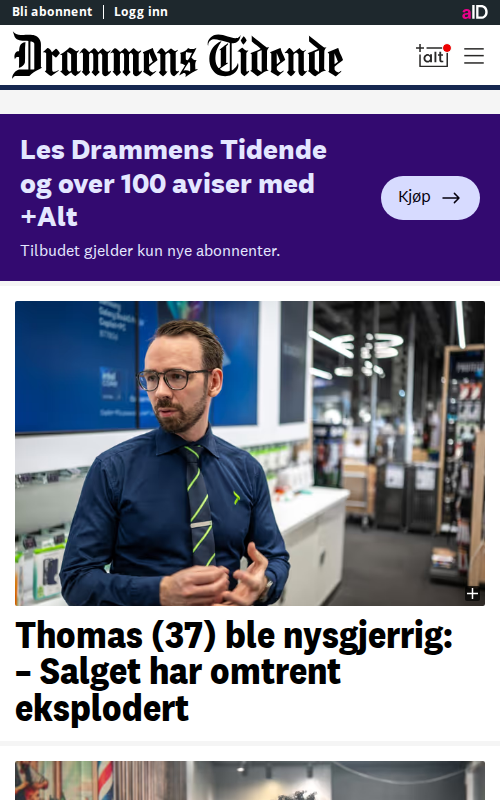 Bli abonnent
Logg inn
aID
Drammens Tidende
+alt
Les Drammens Tidende
og over 100 aviser med
+Alt
Kjøp
Tilbudet gjelder kun nye abonnenter.
Thomas (37) ble nysgjerrig:
– Salget har omtrent
eksplodert